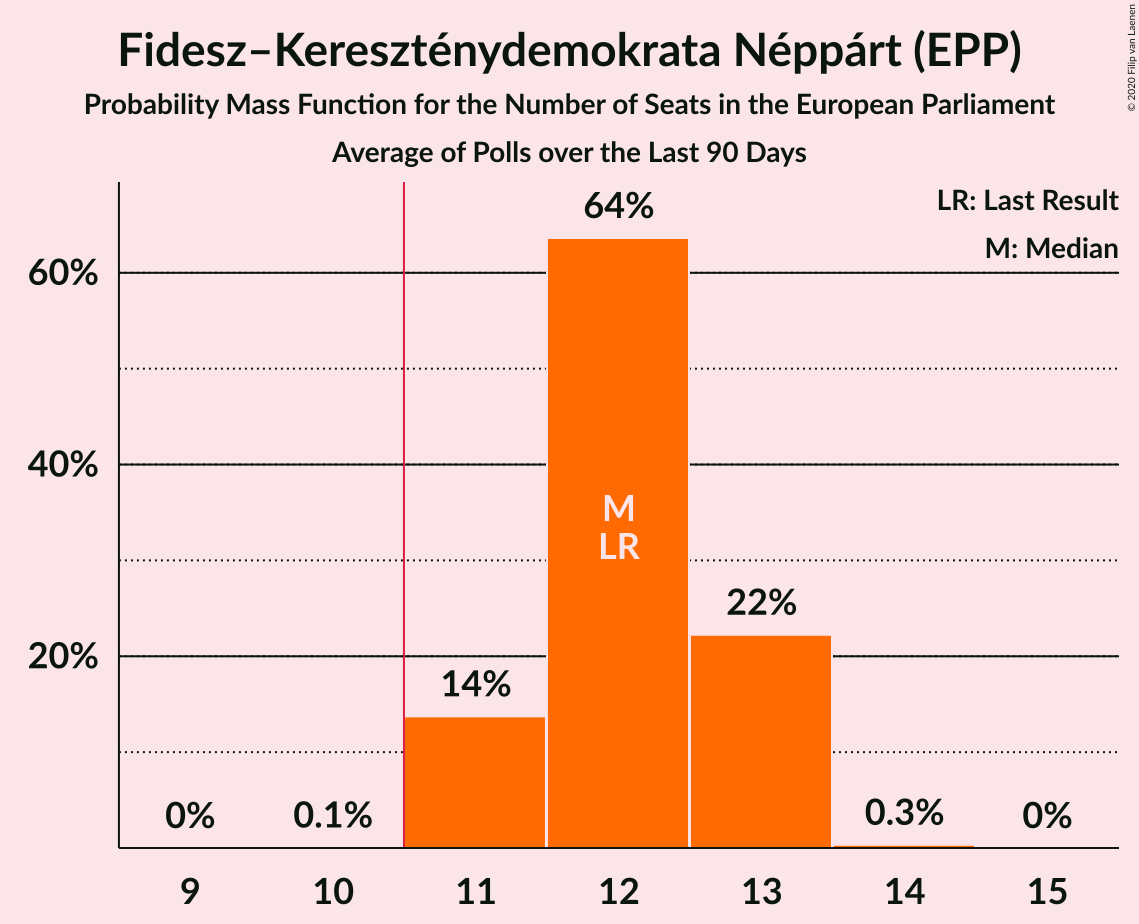 Fidesz–Kereszténydemokrata Néppárt (EPP)
Probability Mass Function for the Number of Seats in the European Parliament
Average of Polls over the Last 90 Days
© 2020 Filip van Laenen
LR: Last Result
M: Median
60%
40%
20%
0%
0.1%
14%
64%
M
LR
22%
0.3%
0%
9
10
11
12
13
14
15